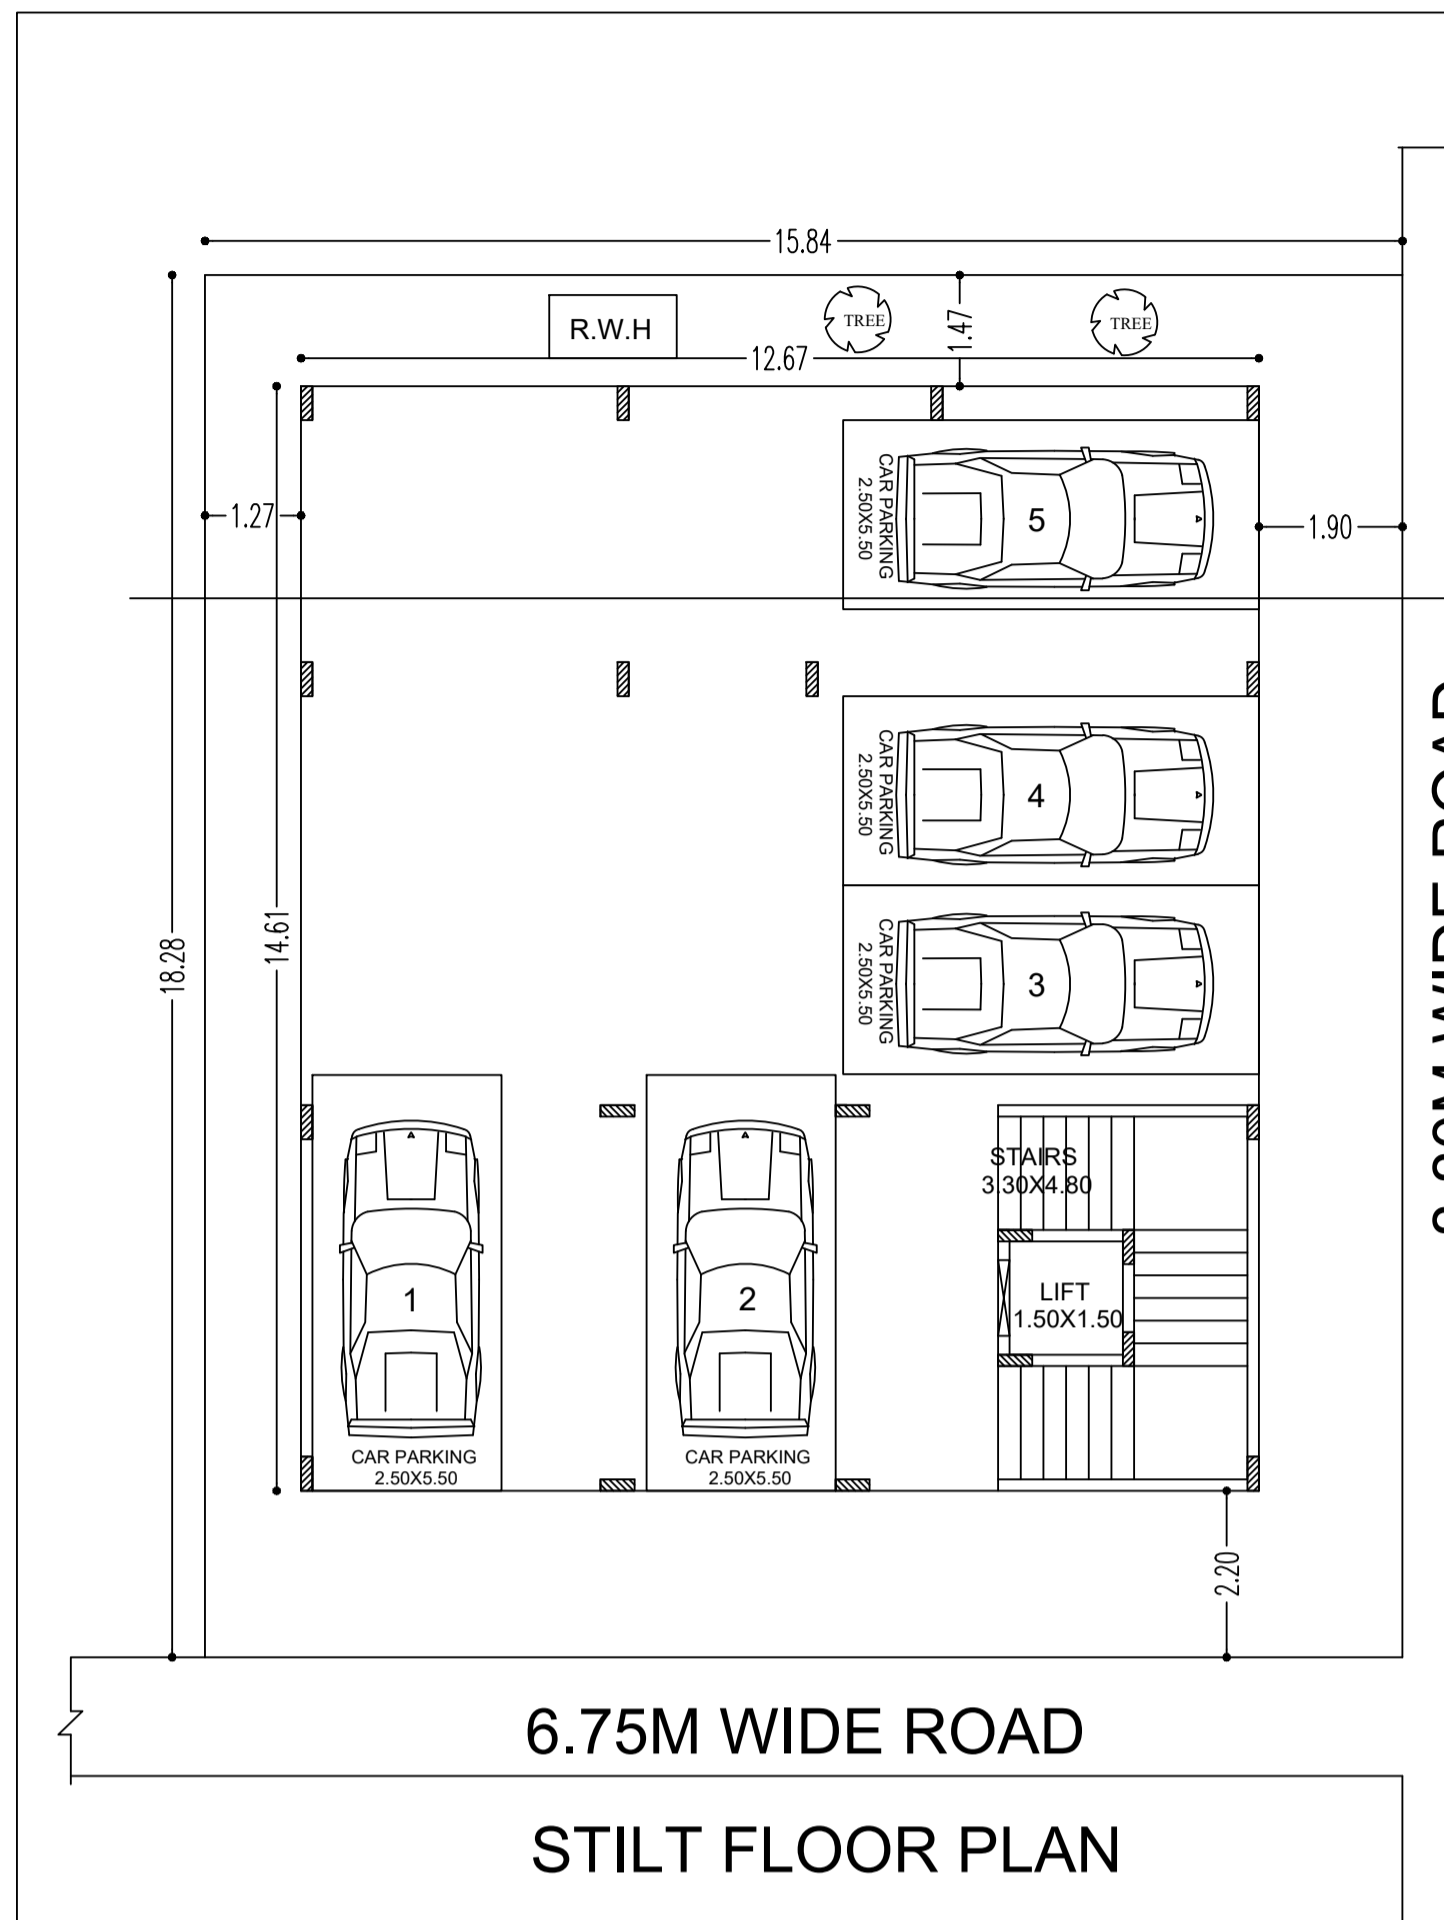 15.84
R.W.H
TREE
1.47
TREE
12.67
1.27
CAR PARKING
2.50X5.50
5
1.90
CAR PARKING
2.50X5.50
4
18.28
14.61
CAR PARKING
2.50X5.50
3
STAIRS
3.30X4.80
LIFT
1.50X1.50
1
CAR PARKING
2.50X5.50
2
CAR PARKING
2.50X5.50
2.20
6.75M WIDE ROAD
STILT FLOOR PLAN